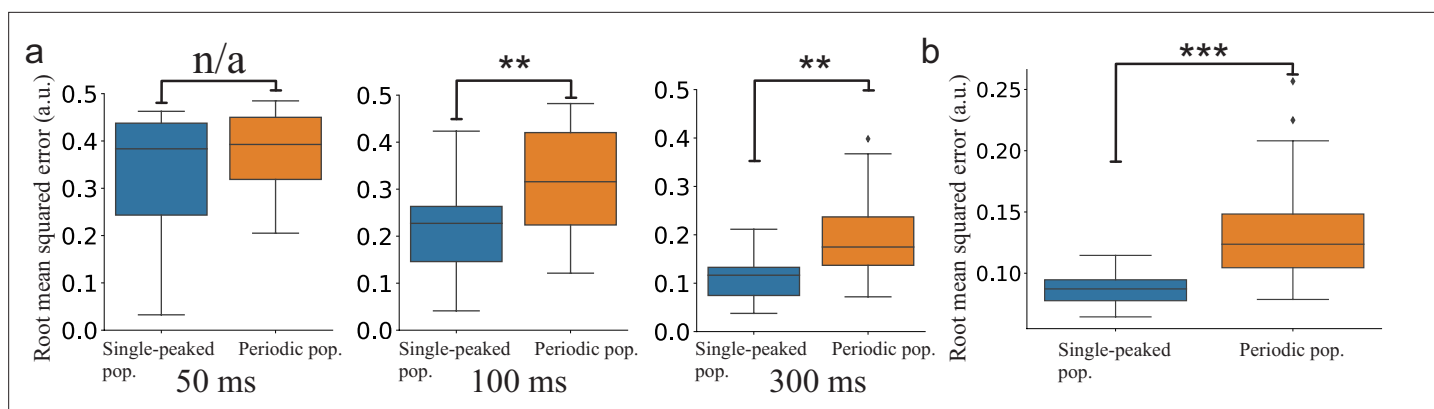 a
n/a
**
**
Root mean squared error (a.u.)
0.5
0.4
0.3
0.2
0.1
0.0
Single-peaked
pop.
Periodic pop.
50 ms
0.5
0.4
0.3
0.2
0.1
0.0
Single-peaked
pop.
Periodic pop.
100 ms
0.5
0.4
0.3
0.2
0.1
0.0
Single-peaked
pop.
Periodic pop.
300 ms
b
***
Root mean squared error (a.u.)
0.25
0.20
0.15
0.10
Single-peaked
pop.
Periodic pop.